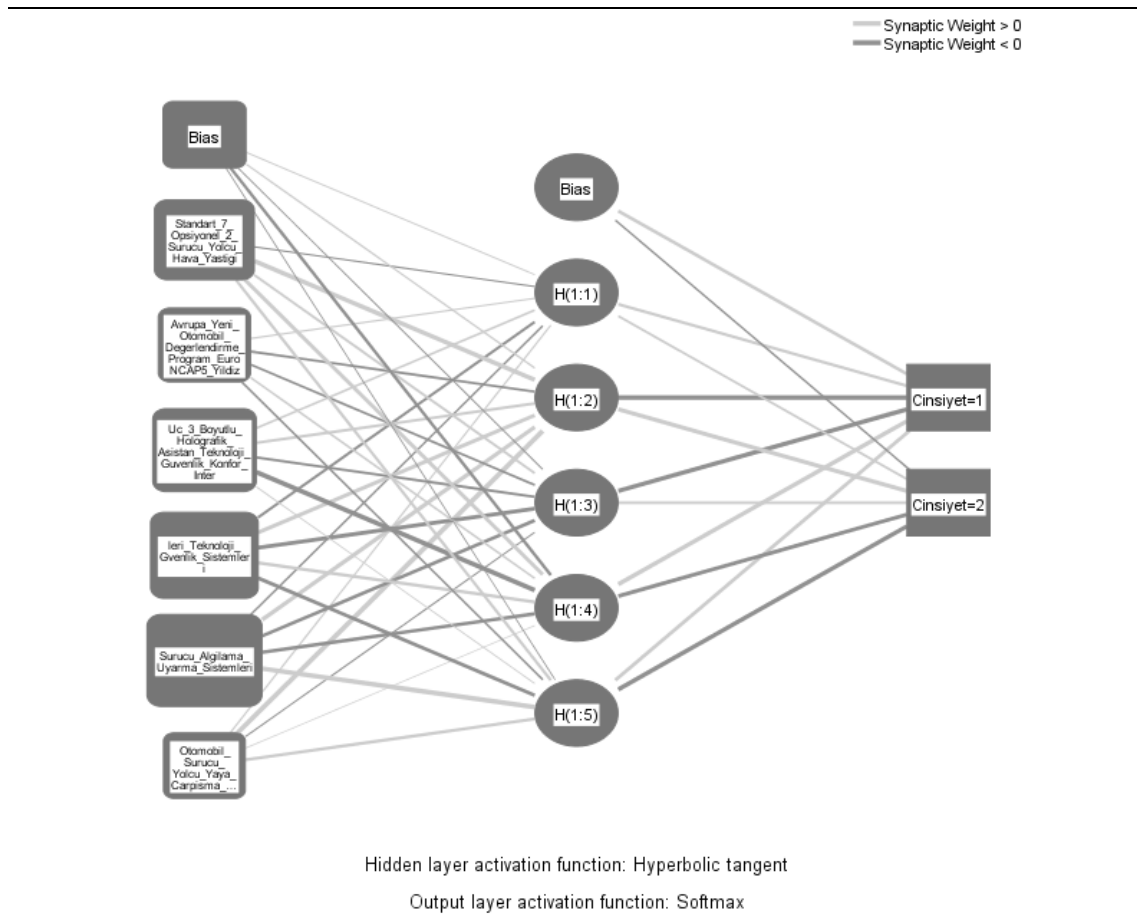 Synaptic Weight > 0
Synaptic Weight < 0
Bias
Standart_7_
Opsiyonel_2_
Surucu_Yolcu_
Hava_Yastigi
Avrupa_Yeni_
Otomobil_
Degerlendirme_
Program_Euro
NCAP5_Yildiz
Uc_3_Boyutlu_
Holografik_
Asistan_Teknoloji_
Guvenlik_Konfor_
Inter
Ieri_Teknoloji_
Gvenlik_Sistemler
i
Surucu_Algilama_
Uyarma_Sistemleri
Otomobil_
Surucu_
Yolcu_Yaya_
Carpisma_...
Bias
H(1:1)
H(1:2)
H(1:3)
H(1:4)
H(1:5)
Cinsiyet=1
Cinsiyet=2
Hidden layer activation function: Hyperbolic tangent
Output layer activation function: Softmax